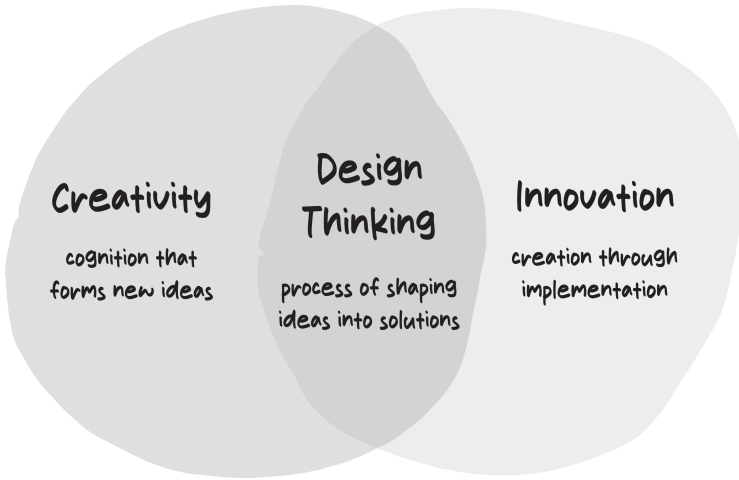 Creativity
cognition that
forms new ideas
Design
Thinking
process of shaping
ideas into solutions
Innovation
creation through
implementation